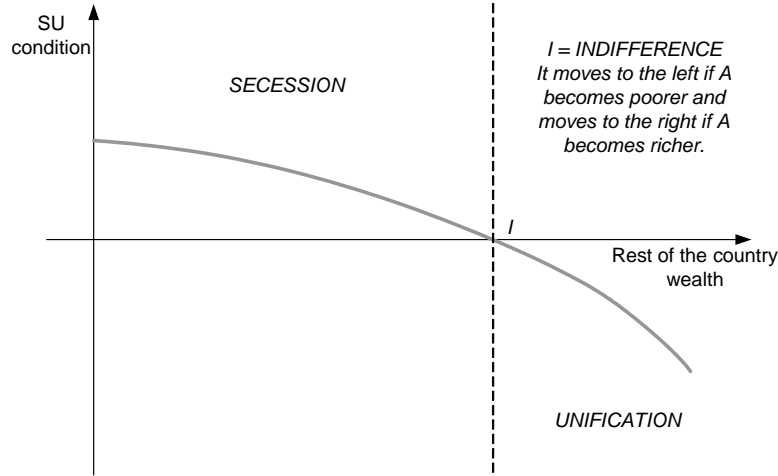 SU
condition
SECESSION
I = INDIFFERENCE
It moves to the left if A
becomes poorer and
moves to the right if A
becomes richer.
I
Rest of the country
wealth
UNIFICATION